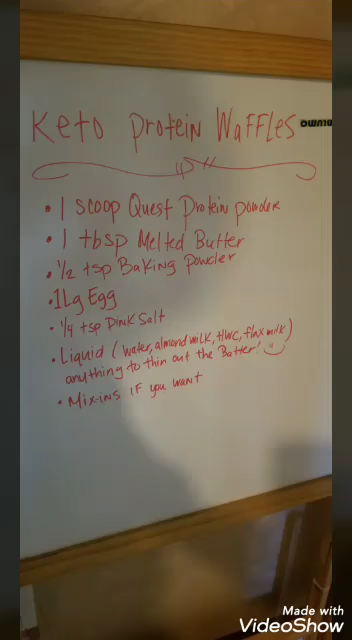 Keto Protein Waffles
• 1 scoop Quest Protein powder
• 1 tbsp Melted Butter
• 1/2 tsp Baking Powder
• 1Lg Egg
• 1/4 tsp Pink Salt
• Liquid (water, almond milk, HWC, flax milk)
anything to thin out the Batter!
• Mix-ins IF you want
Made with
VideoShow